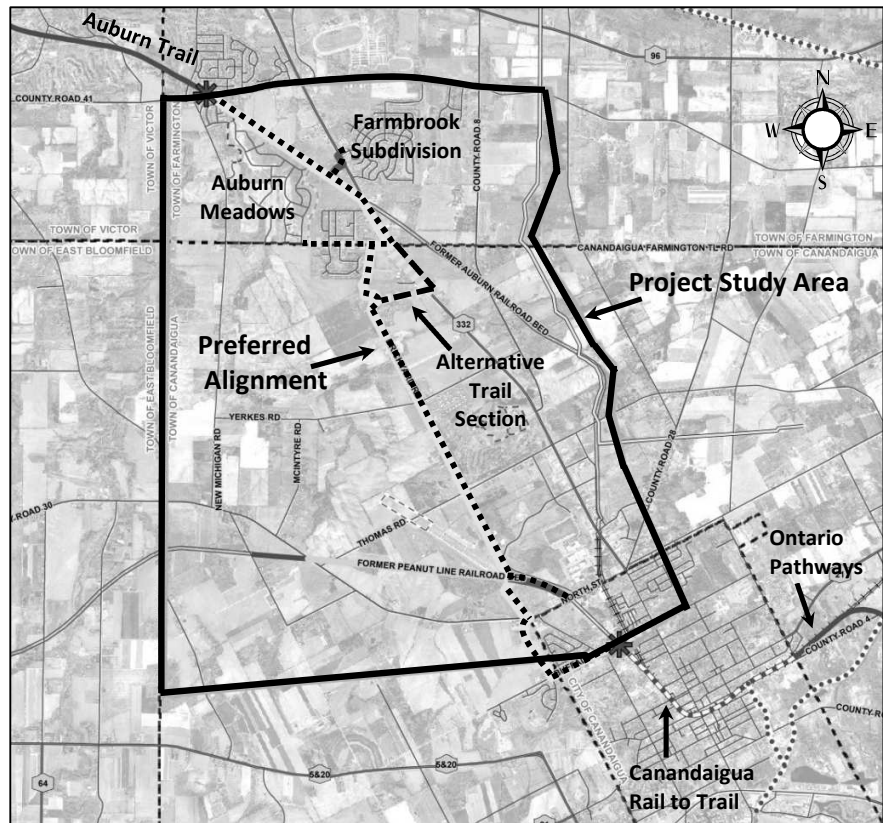 Auburn Trail
96
COUNTY ROAD 41
N
W
E
S
TOWN OF VICTOR
TOWN OF FARMINGTON
Farmbrook
Subdivision
COUNTY ROAD 8
Auburn
Meadows
TOWN OF VICTOR
TOWN OF EAST BLOOMFIELD
FORMER AUBURN RAILROAD BED
CANANDAIGUA FARMINGTON TL RD
TOWN OF FARMINGTON
TOWN OF CANANDAIGUA
Project Study Area
332
Preferred
Alignment
Alternative
Trail
Section
TOWN OF EAST BLOOMFIELD
TOWN OF CANANDAIGUA
YERKES RD
NEW MICHIGAN RD
MCINTYRE RD
COUNTY ROAD 28
ROAD 30
THOMAS RD
FORMER PEANUT LINE RAILROAD
NORTH ST
Ontario
Pathways
21
COUNTY ROAD 4
CITY OF CANANDAIGUA
COUNTY
5&20
5&20
64
Canandaigua
Rail to Trail